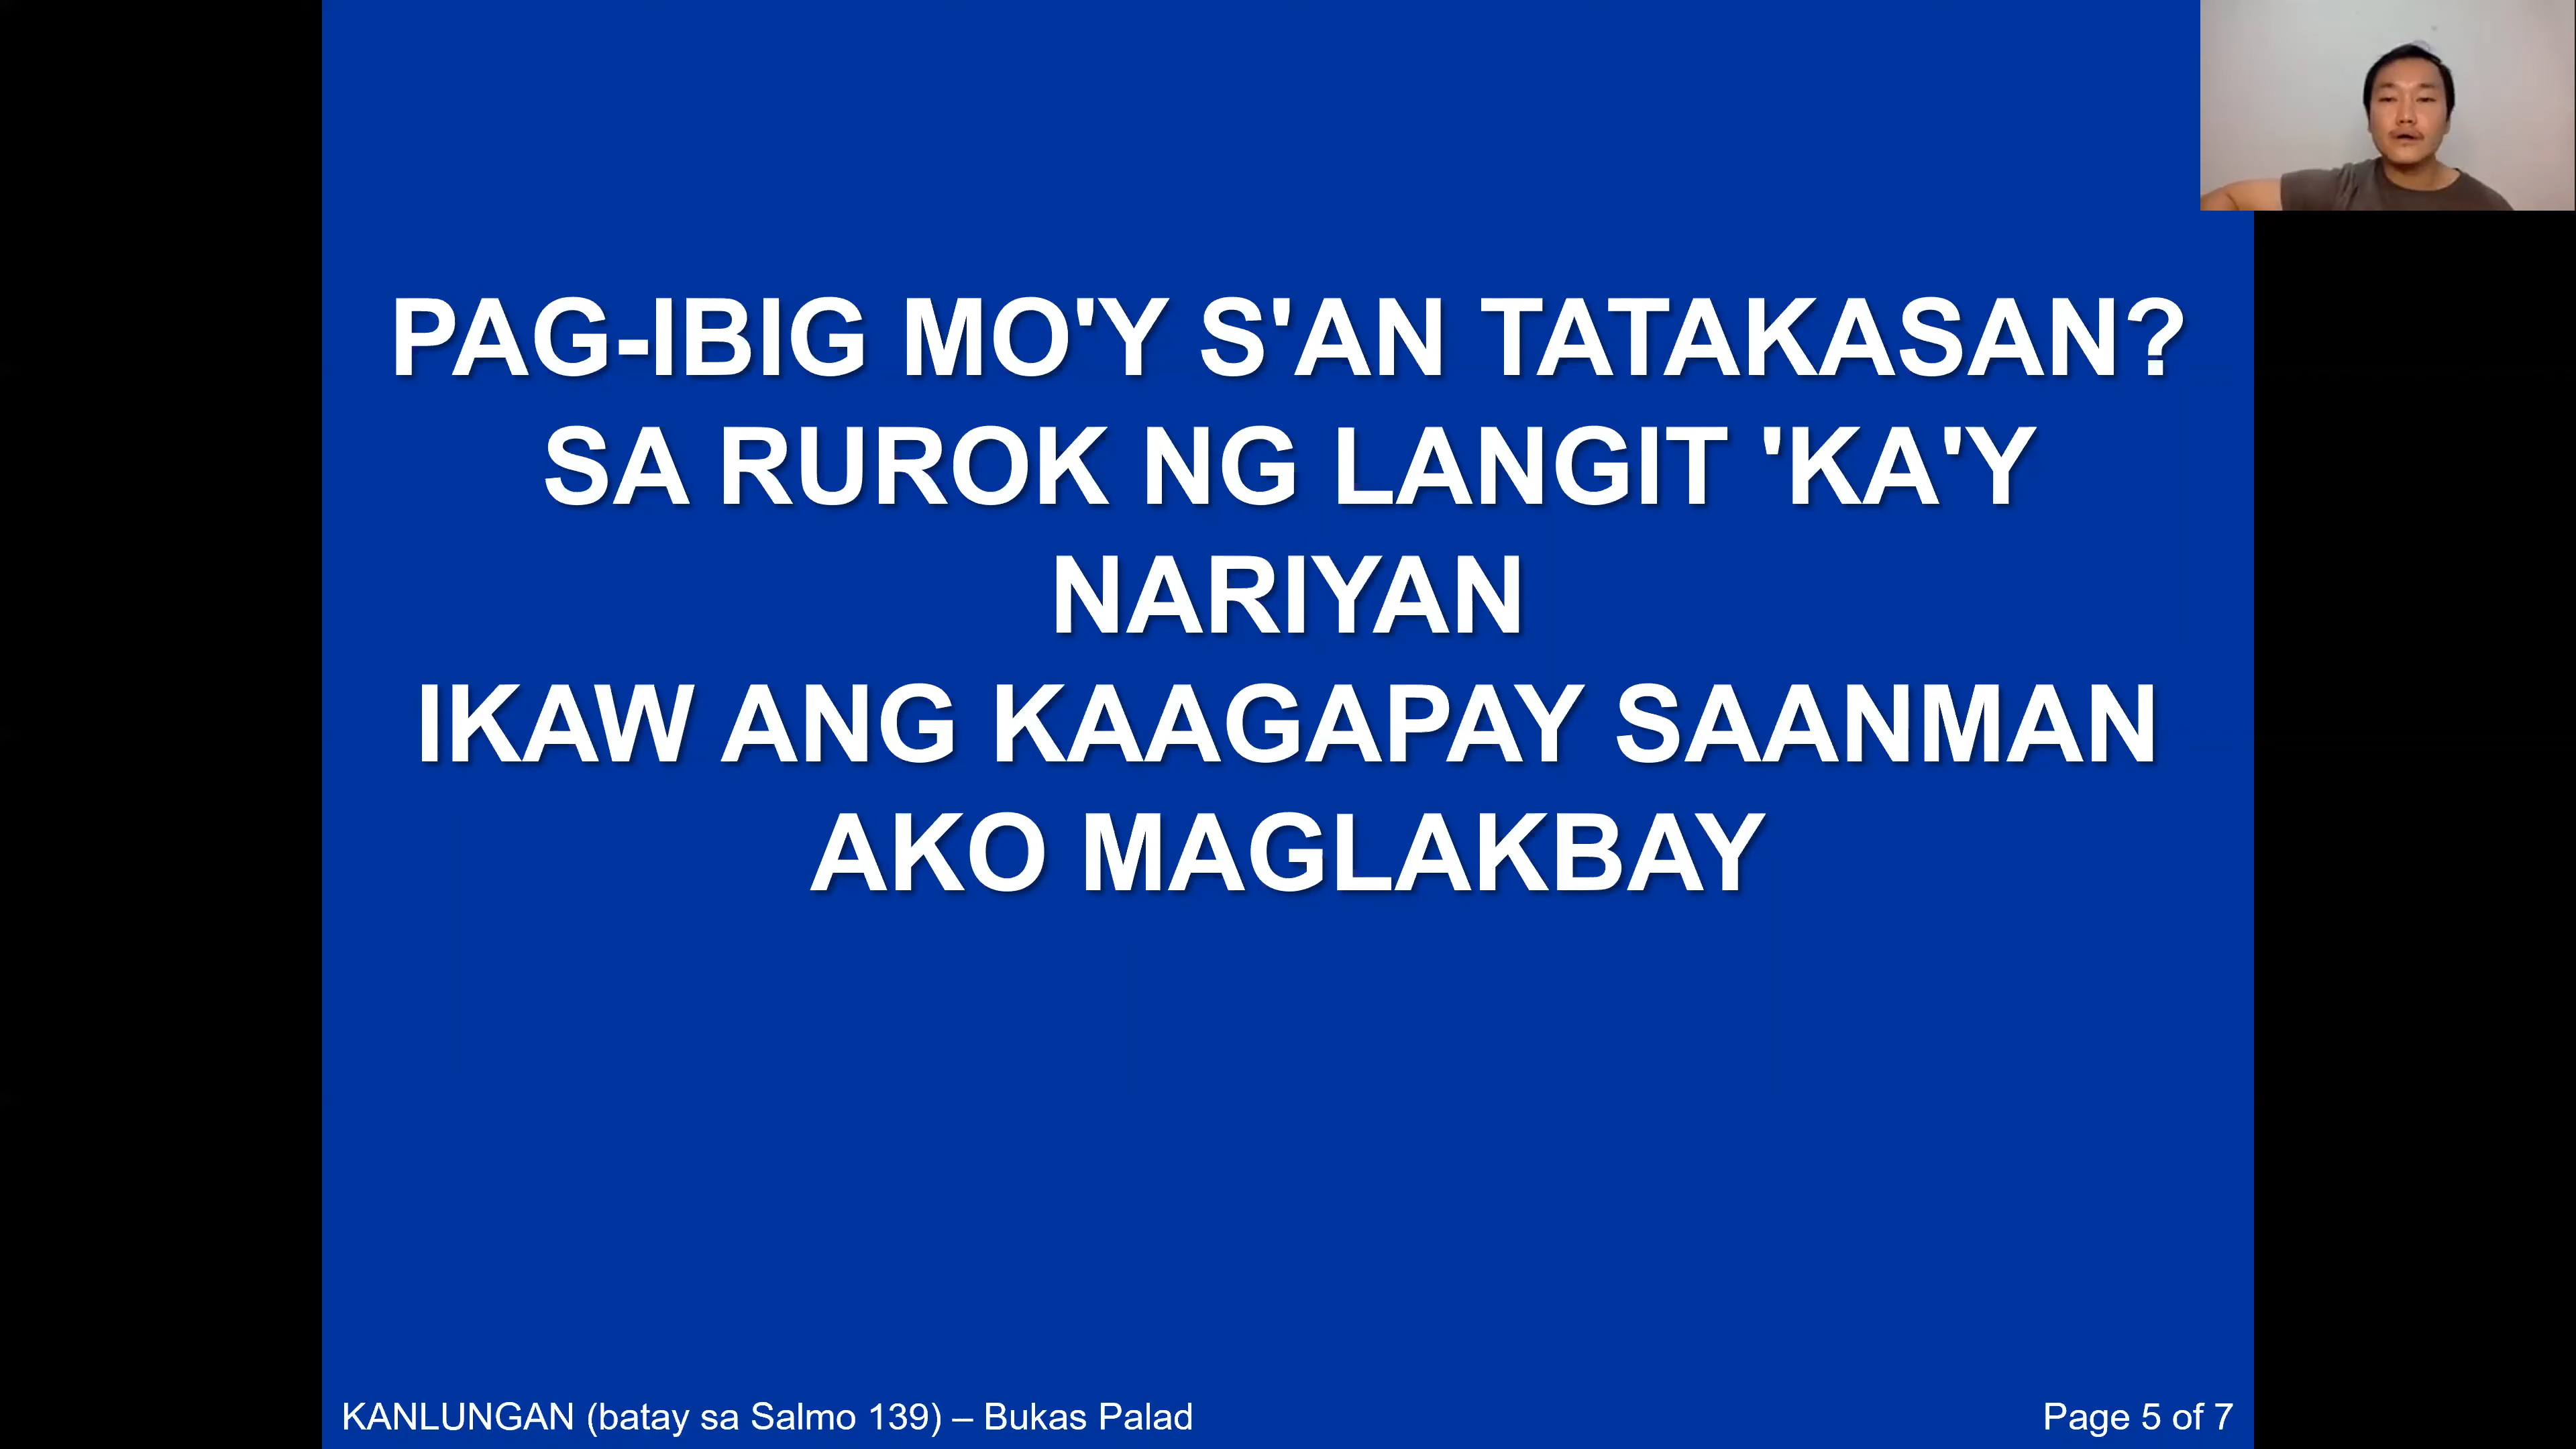 PAG-IBIG MO'Y S'AN TATAKASAN?
SA RUROK NG LANGIT 'KA'Y
NARIYAN
IKAW ANG KAAGAPAY SAANMAN
AKO MAGLAKBAY
KANLUNGAN (batay sa Salmo 139) – Bukas Palad
Page 5 of 7